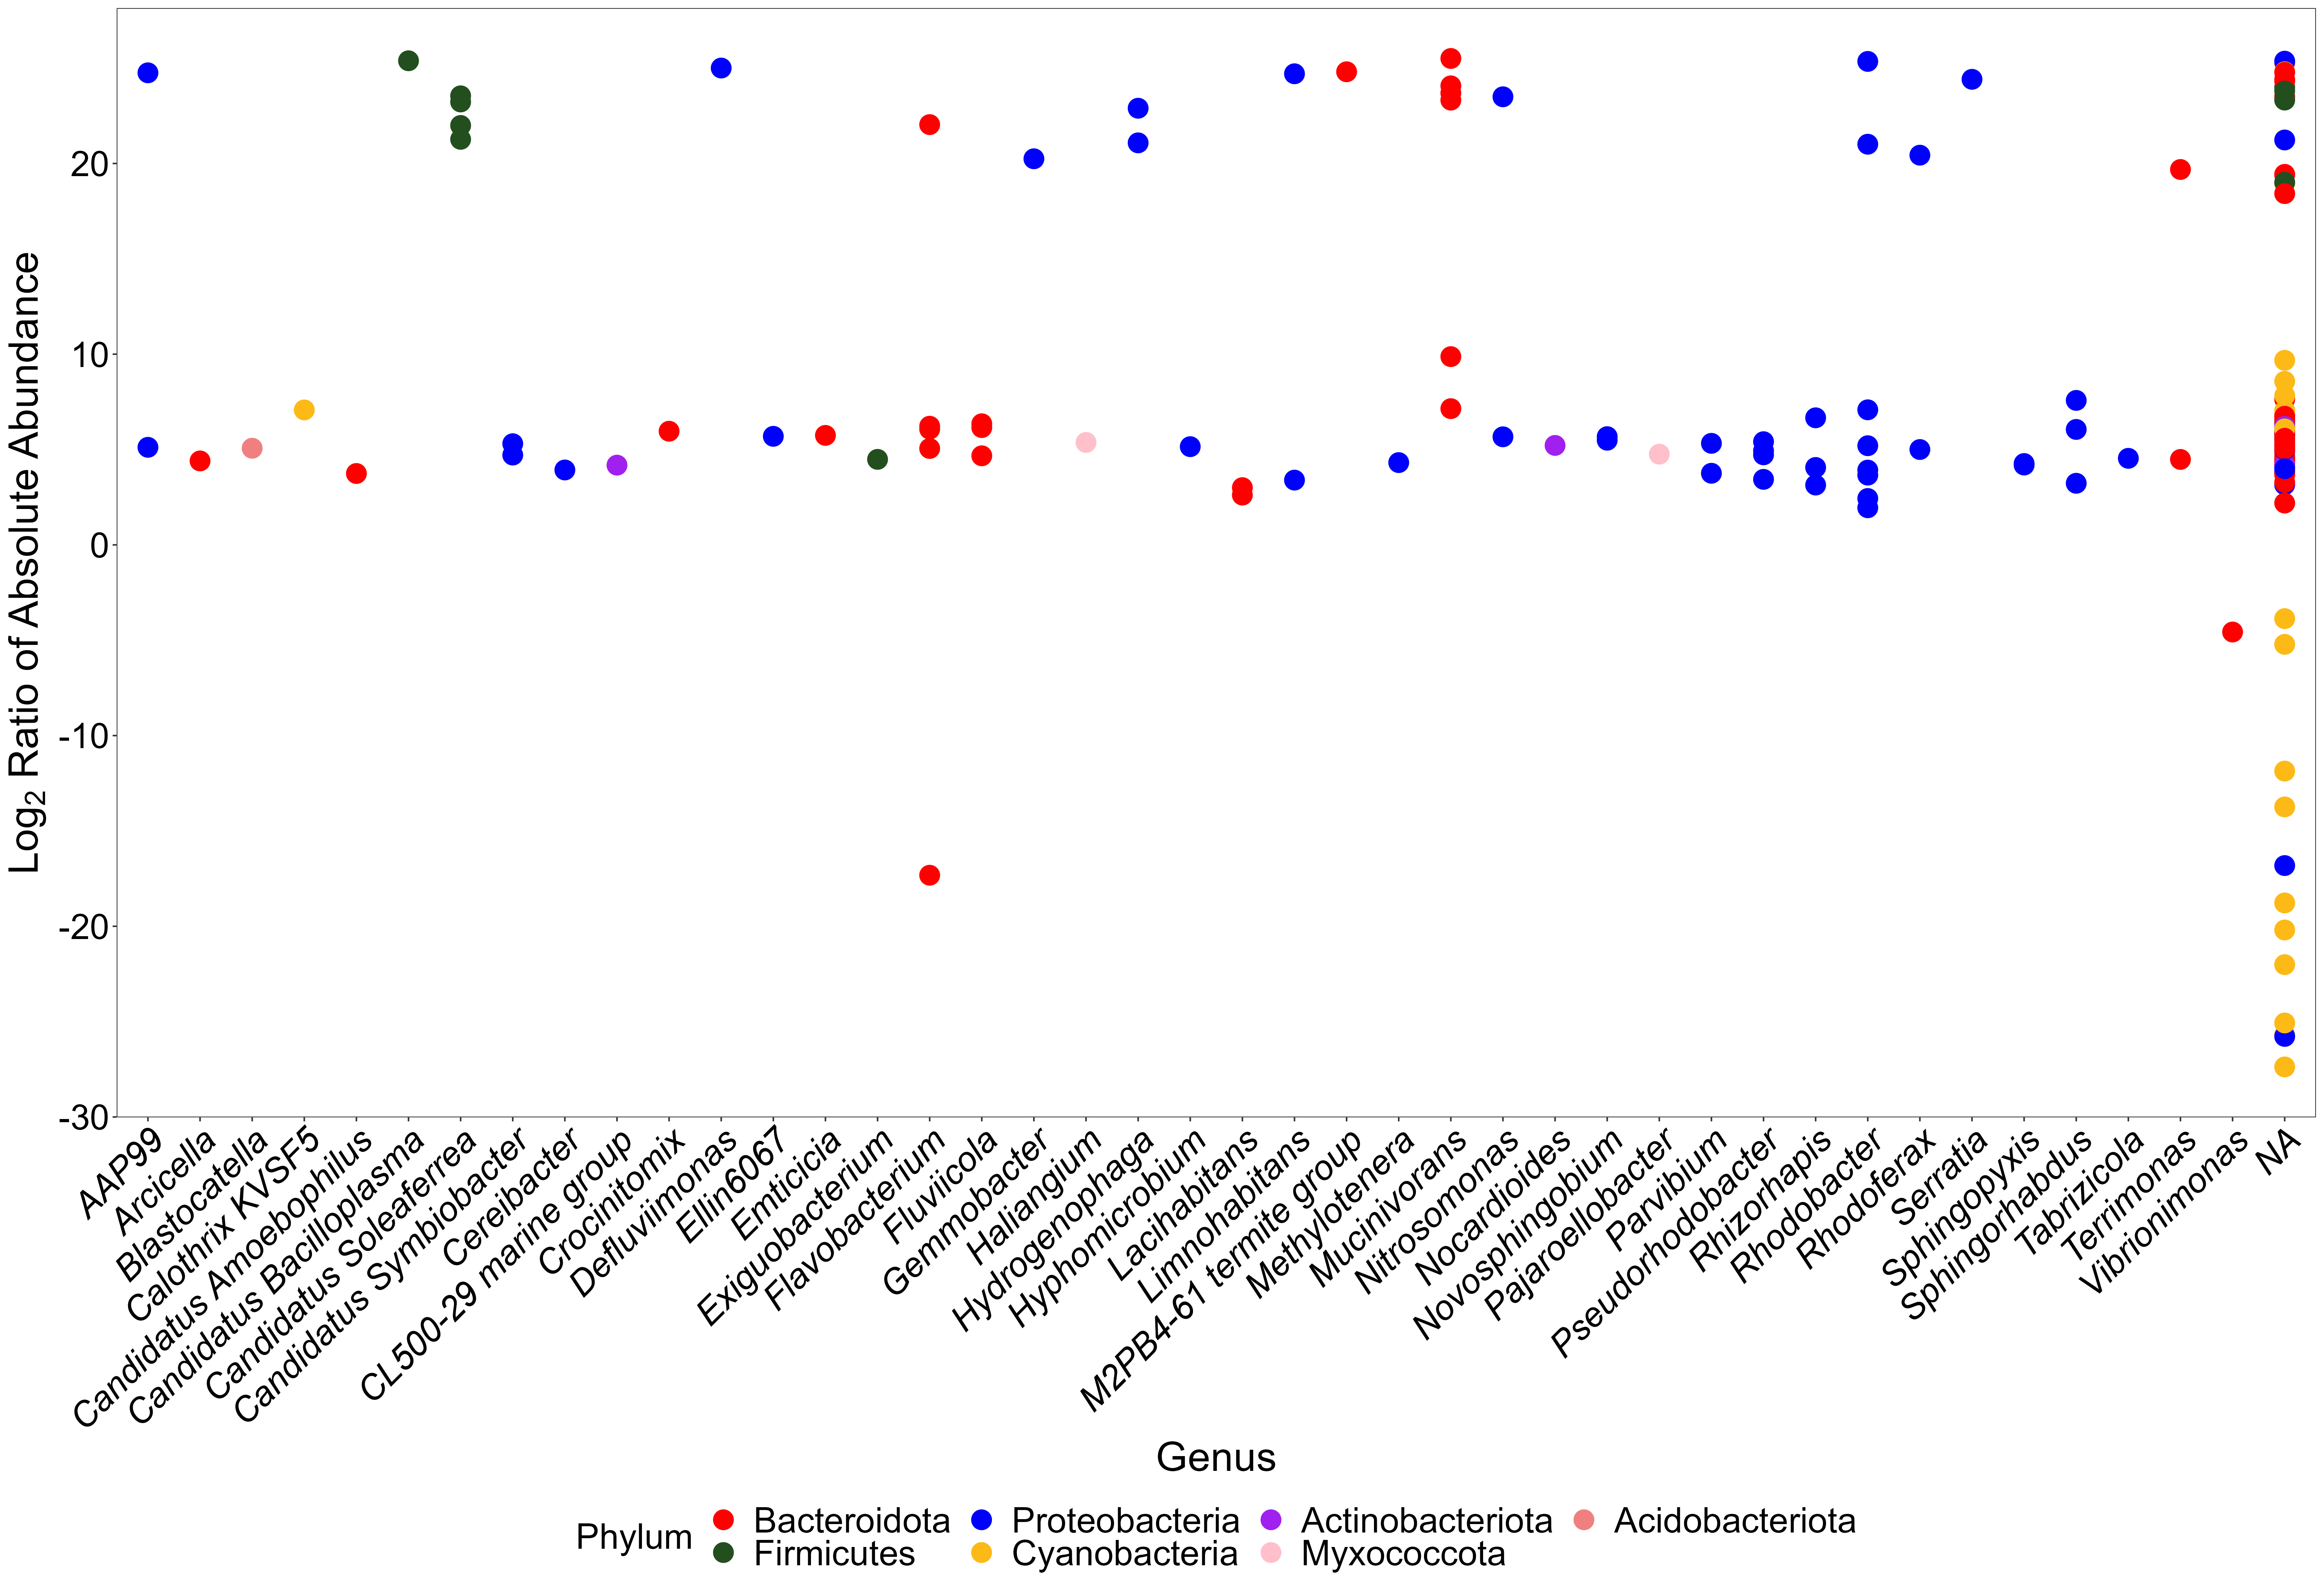 Log2 Ratio of Absolute Abundance
20
10
0
-10
-20
-30
AAP99
Arcicella
Blastocatella
Calothrix KVSF5
Candidatus Amoebophilus
Candidatus Bacilloplasma
Candidatus Soleaferrea
Candidatus Symbiobacter
Cereibacter
CL500-29 marine group
Crocinitomix
Defluviimonas
Ellin6067
Emticicia
Exiguobacterium
Flavobacterium
Fluviicola
Gemmobacter
Haliangium
Hydrogenophaga
Hyphomicrobium
Lacihabitans
Limnohabitans
M2PB4-61 termite group
Methylotenera
Mucinivorans
Nitrosomonas
Nocardioides
Novosphingobium
Pajaroellobacter
Parvibium
Pseudorhodobacter
Rhizorhapis
Rhodobacter
Rhodoferax
Serratia
Sphingopyxis
Sphingorhabdus
Tabrizicola
Terrimonas
Vibrionimonas
NA
Genus
Phylum
Bacteroidota Proteobacteria Actinobacteriota Acidobacteriota
Firmicutes Cyanobacteria Myxococcota